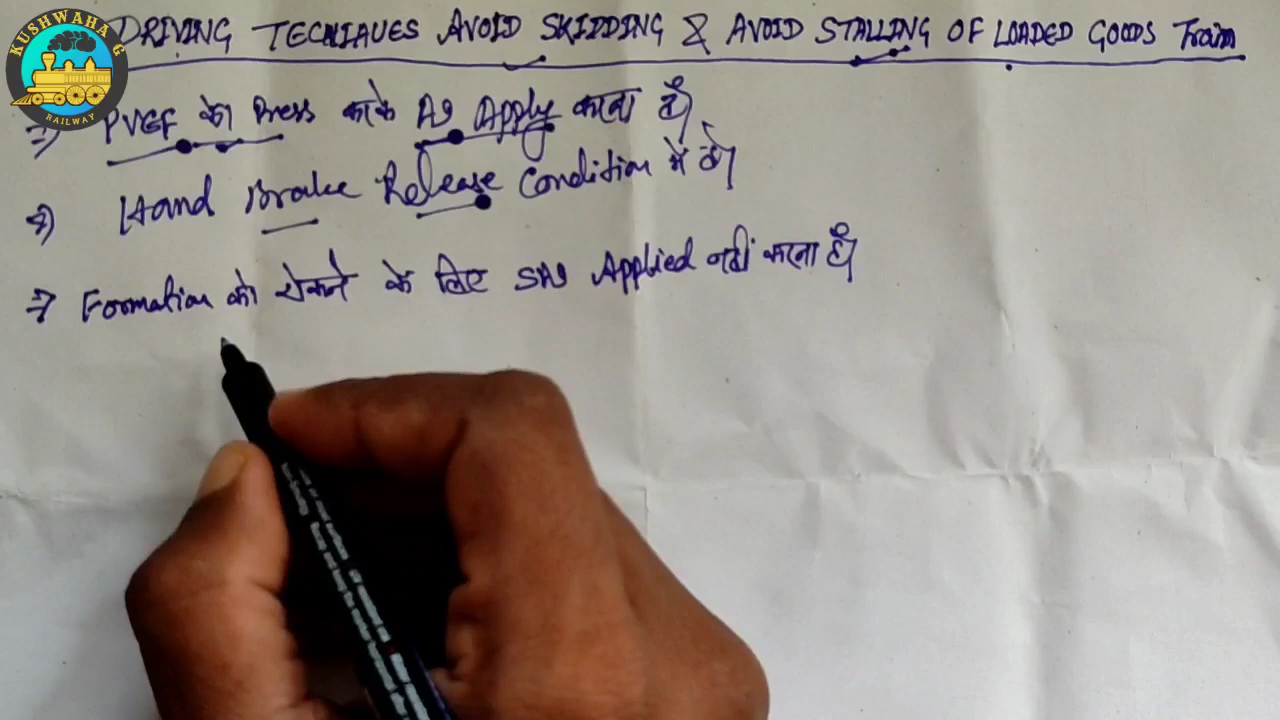 KUSHWAHA G
RAILWAY
DRIVING TECNIAUES AVOID SKIDDING & AVOID STALLING OF LOADED GOODS Train
⇒ PVEF को Press करके A9 Apply करना है।
⇒ Hand Brake Release Condition में हो।
⇒ Formation को रोकने के लिए SA9 Applied नहीं करना है।